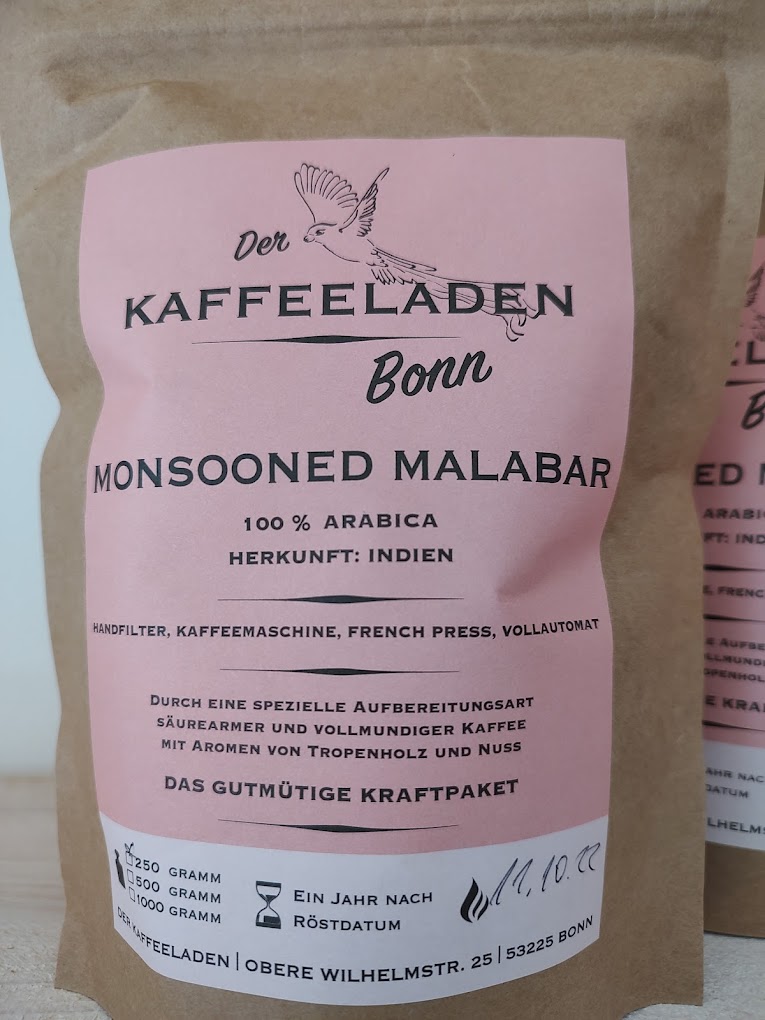 Der
KAFFEELADEN
Bonn
MONSOONED MALABAR
100 % ARABICA
HERKUNFT: INDIEN
HANDFILTER, KAFFEEMASCHINE, FRENCH PRESS, VOLLAUTOMAT
DURCH EINE SPEZIELLE AUFBEREITUNGSART
SÄUREARMER UND VOLLMUNDIGER KAFFEE
MIT AROMEN VON TROPENHOLZ UND NUSS
DAS GUTMÜTIGE KRAFTPAKET
250 GRAMM
500 GRAMM
1000 GRAMM
EIN JAHR NACH
RÖSTDATUM
11.10.22
DER KAFFEELADEN | OBERE WILHELMSTR. 25 | 53225 BONN